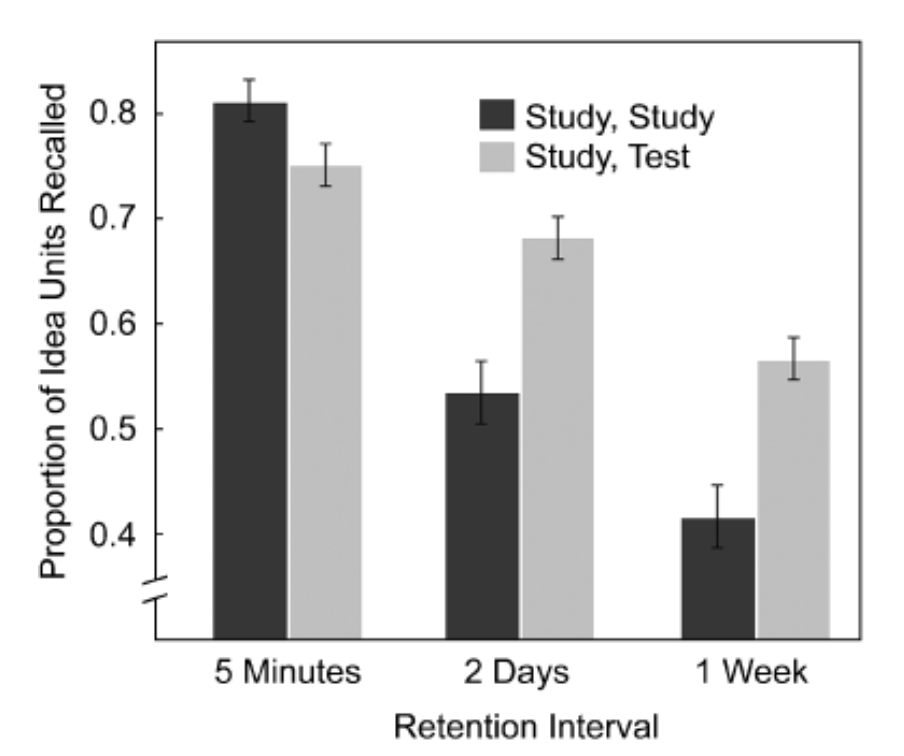 Proportion of Idea Units Recalled
0.8
0.7
0.6
0.5
0.4
Study, Study
Study, Test
5 Minutes
2 Days
1 Week
Retention Interval